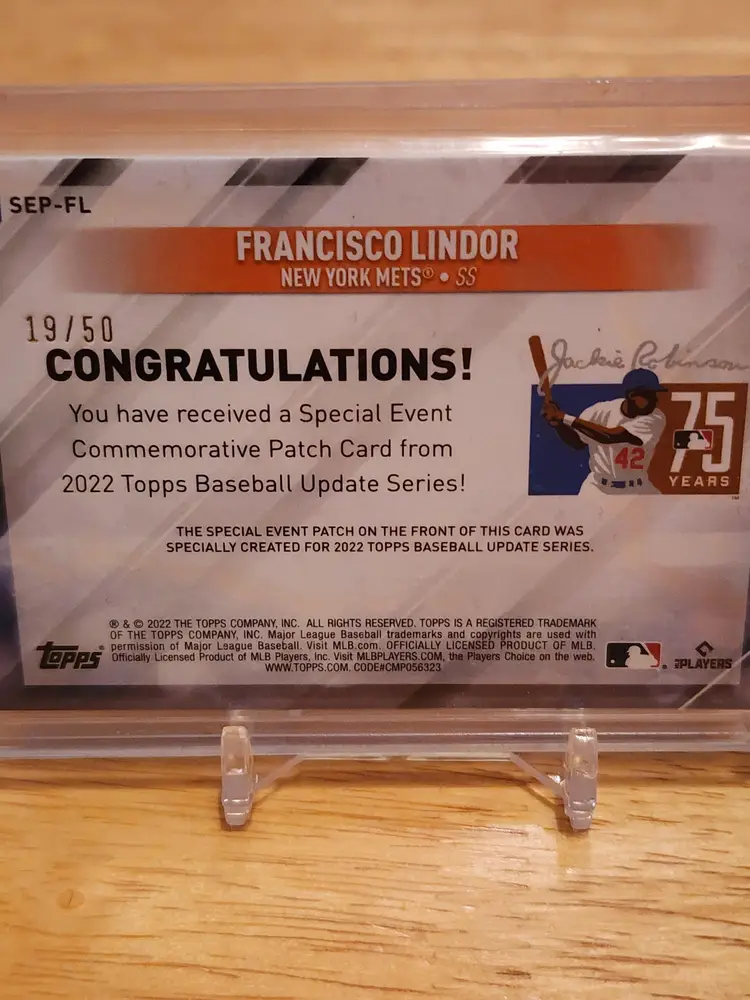 SEP-FL
FRANCISCO LINDOR
NEW YORK METS® • SS
19/50
CONGRATULATIONS!
You have received a Special Event
Commemorative Patch Card from
2022 Topps Baseball Update Series!
Jackie Robinson
75
42
YEARS
THE SPECIAL EVENT PATCH ON THE FRONT OF THIS CARD WAS
SPECIALLY CREATED FOR 2022 TOPPS BASEBALL UPDATE SERIES.
® & © 2022 THE TOPPS COMPANY, INC. ALL RIGHTS RESERVED. TOPPS IS A REGISTERED TRADEMARK
OF THE TOPPS COMPANY, INC. Major League Baseball trademarks and copyrights are used with
permission of Major League Baseball. Visit MLB.com. OFFICIALLY LICENSED PRODUCT OF MLB.
Officially Licensed Product of MLB Players, Inc. Visit MLBPLAYERS.COM, the Players Choice on the web.
WWW.TOPPS.COM. CODE#CMP056323
topps®
PLAYERS